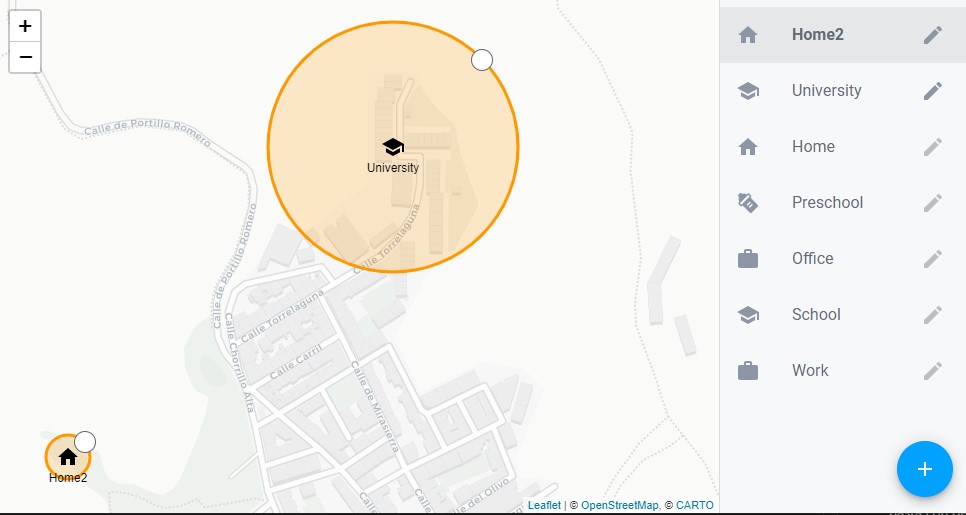 +
−
Calle de Portillo Romero
University
Calle de Portillo Romero
Calle Torrelaguna
Calle Torrelaguna
Calle Chorrillo Alta
Calle Carril
Calle de Mirasierra
Home2
Calle del Olivo
Leaflet | © OpenStreetMap, © CARTO
Home2
University
Home
Preschool
Office
School
Work
+